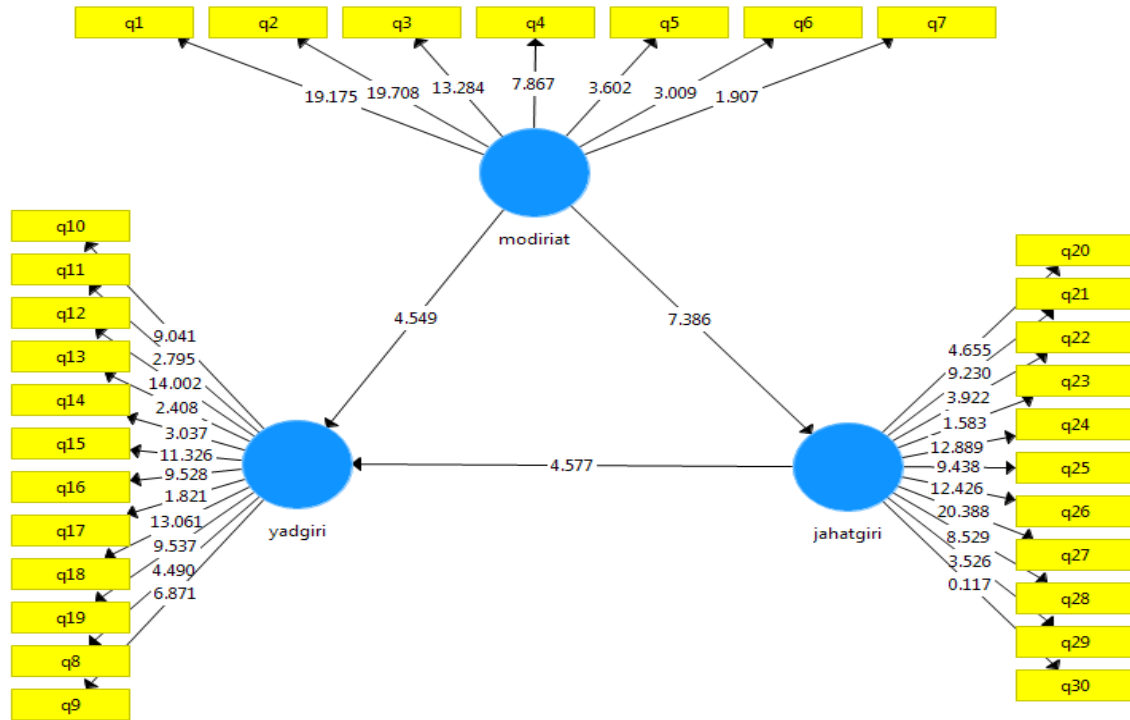 q1 q2 q3 q4 q5 q6 q7
19.175 19.708 13.284 7.867 3.602 3.009 1.907
modiriat
4.549 7.386
q10
q11
q12
q13
q14
q15
q16
q17
q18
q19
q8
q9
9.041
2.795
14.002
2.408
3.037
11.326
9.528
1.821
13.061
9.537
4.490
6.871
yadgiri
4.577
jahatgiri
4.655
9.230
3.922
1.583
12.889
9.438
12.426
20.388
8.529
3.526
0.117
q20
q21
q22
q23
q24
q25
q26
q27
q28
q29
q30